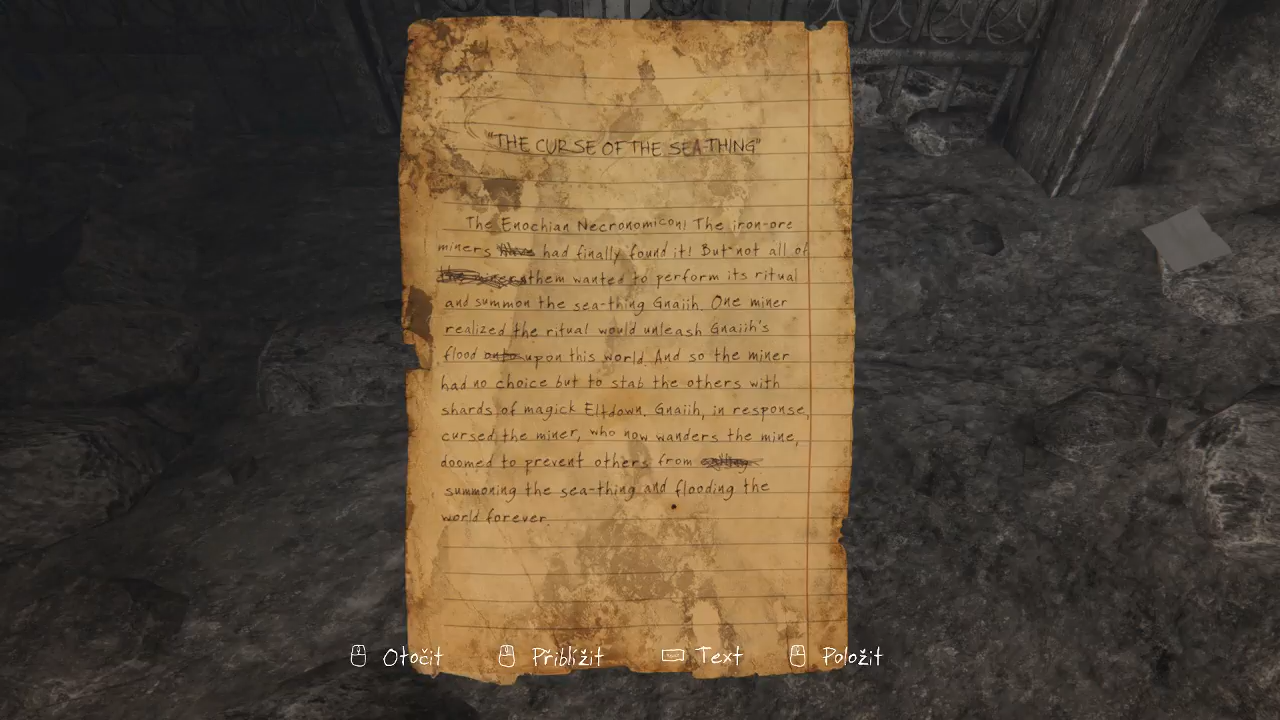 "THE CURSE OF THE SEA-THING"
The Enochian Necronomicon! The iron-ore
miners had finally found it! But not all of
them wanted to perform its ritual
and summon the sea-thing Gnaiih. One miner
realized the ritual would unleash Gnaiih's
flood onto upon this world. And so the miner
had no choice but to stab the others with
shards of magick Eltdown. Gnaiih, in response,
cursed the miner, who now wanders the mine,
doomed to prevent others from
summoning the sea-thing and flooding the
world forever.
Otočit Přiblížit Text Položit